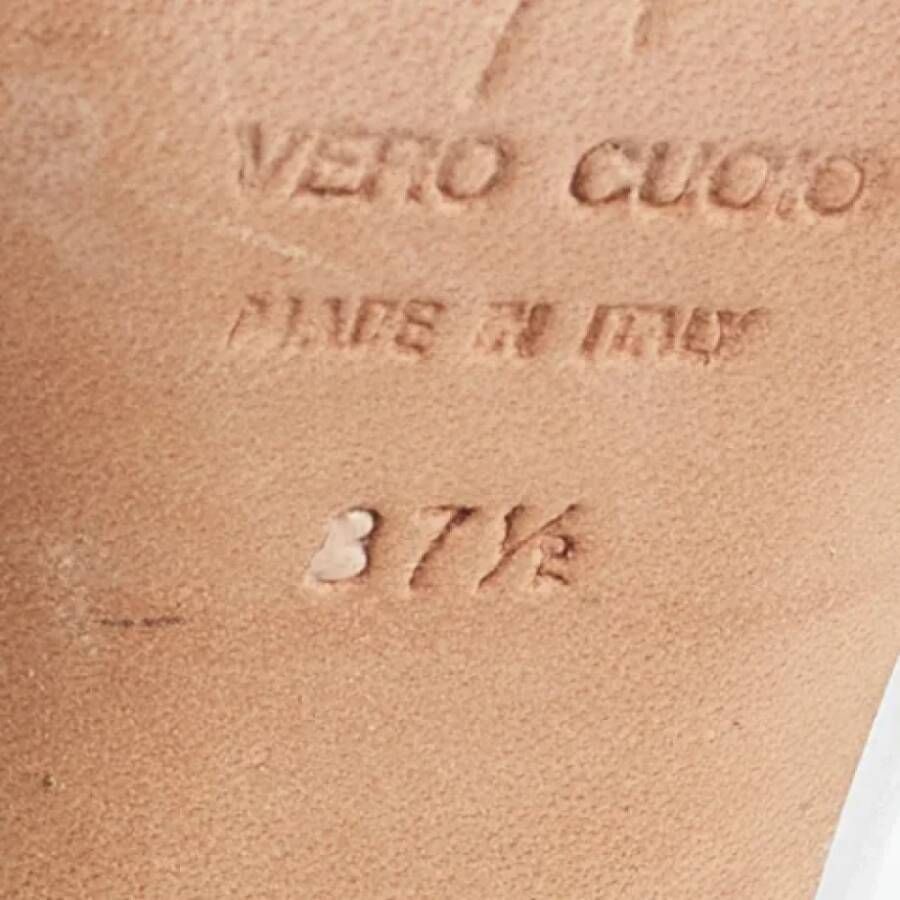 VERO CUOIO
MADE IN ITALY
37½